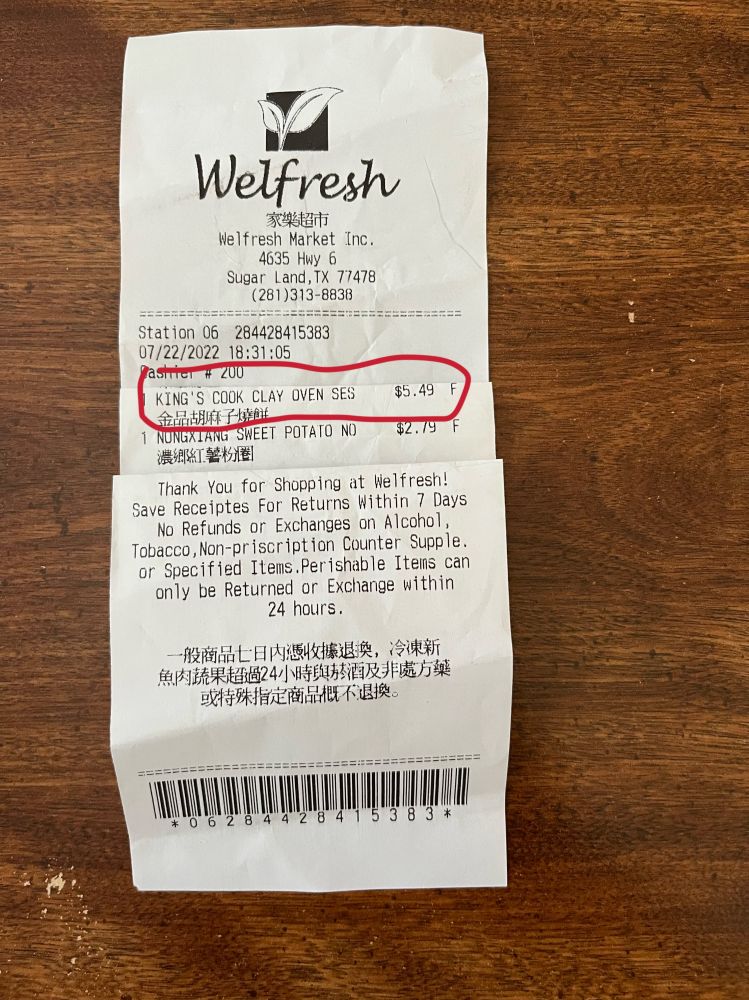 Welfresh
家樂超市
Welfresh Market Inc.
4635 Hwy 6
Sugar Land,TX 77478
(281)313-8838
Station 06 284428415383
07/22/2022 18:31:05
Cashier # 200
1 KING'S COOK CLAY OVEN SES $5.49 F
金品胡麻子燒餅
1 NONGXIANG SWEET POTATO NO $2.79 F
濃鄉紅薯粉圈
Thank You for Shopping at Welfresh!
Save Receiptes For Returns Within 7 Days
No Refunds or Exchanges on Alcohol,
Tobacco,Non-priscription Counter Supple.
or Specified Items.Perishable Items can
only be Returned or Exchange within
24 hours.
一般商品七日內憑收據退換，冷凍新
魚肉蔬果超過24小時與菸酒及非處方藥
或特殊指定商品概不退換。
*062844284153​83*